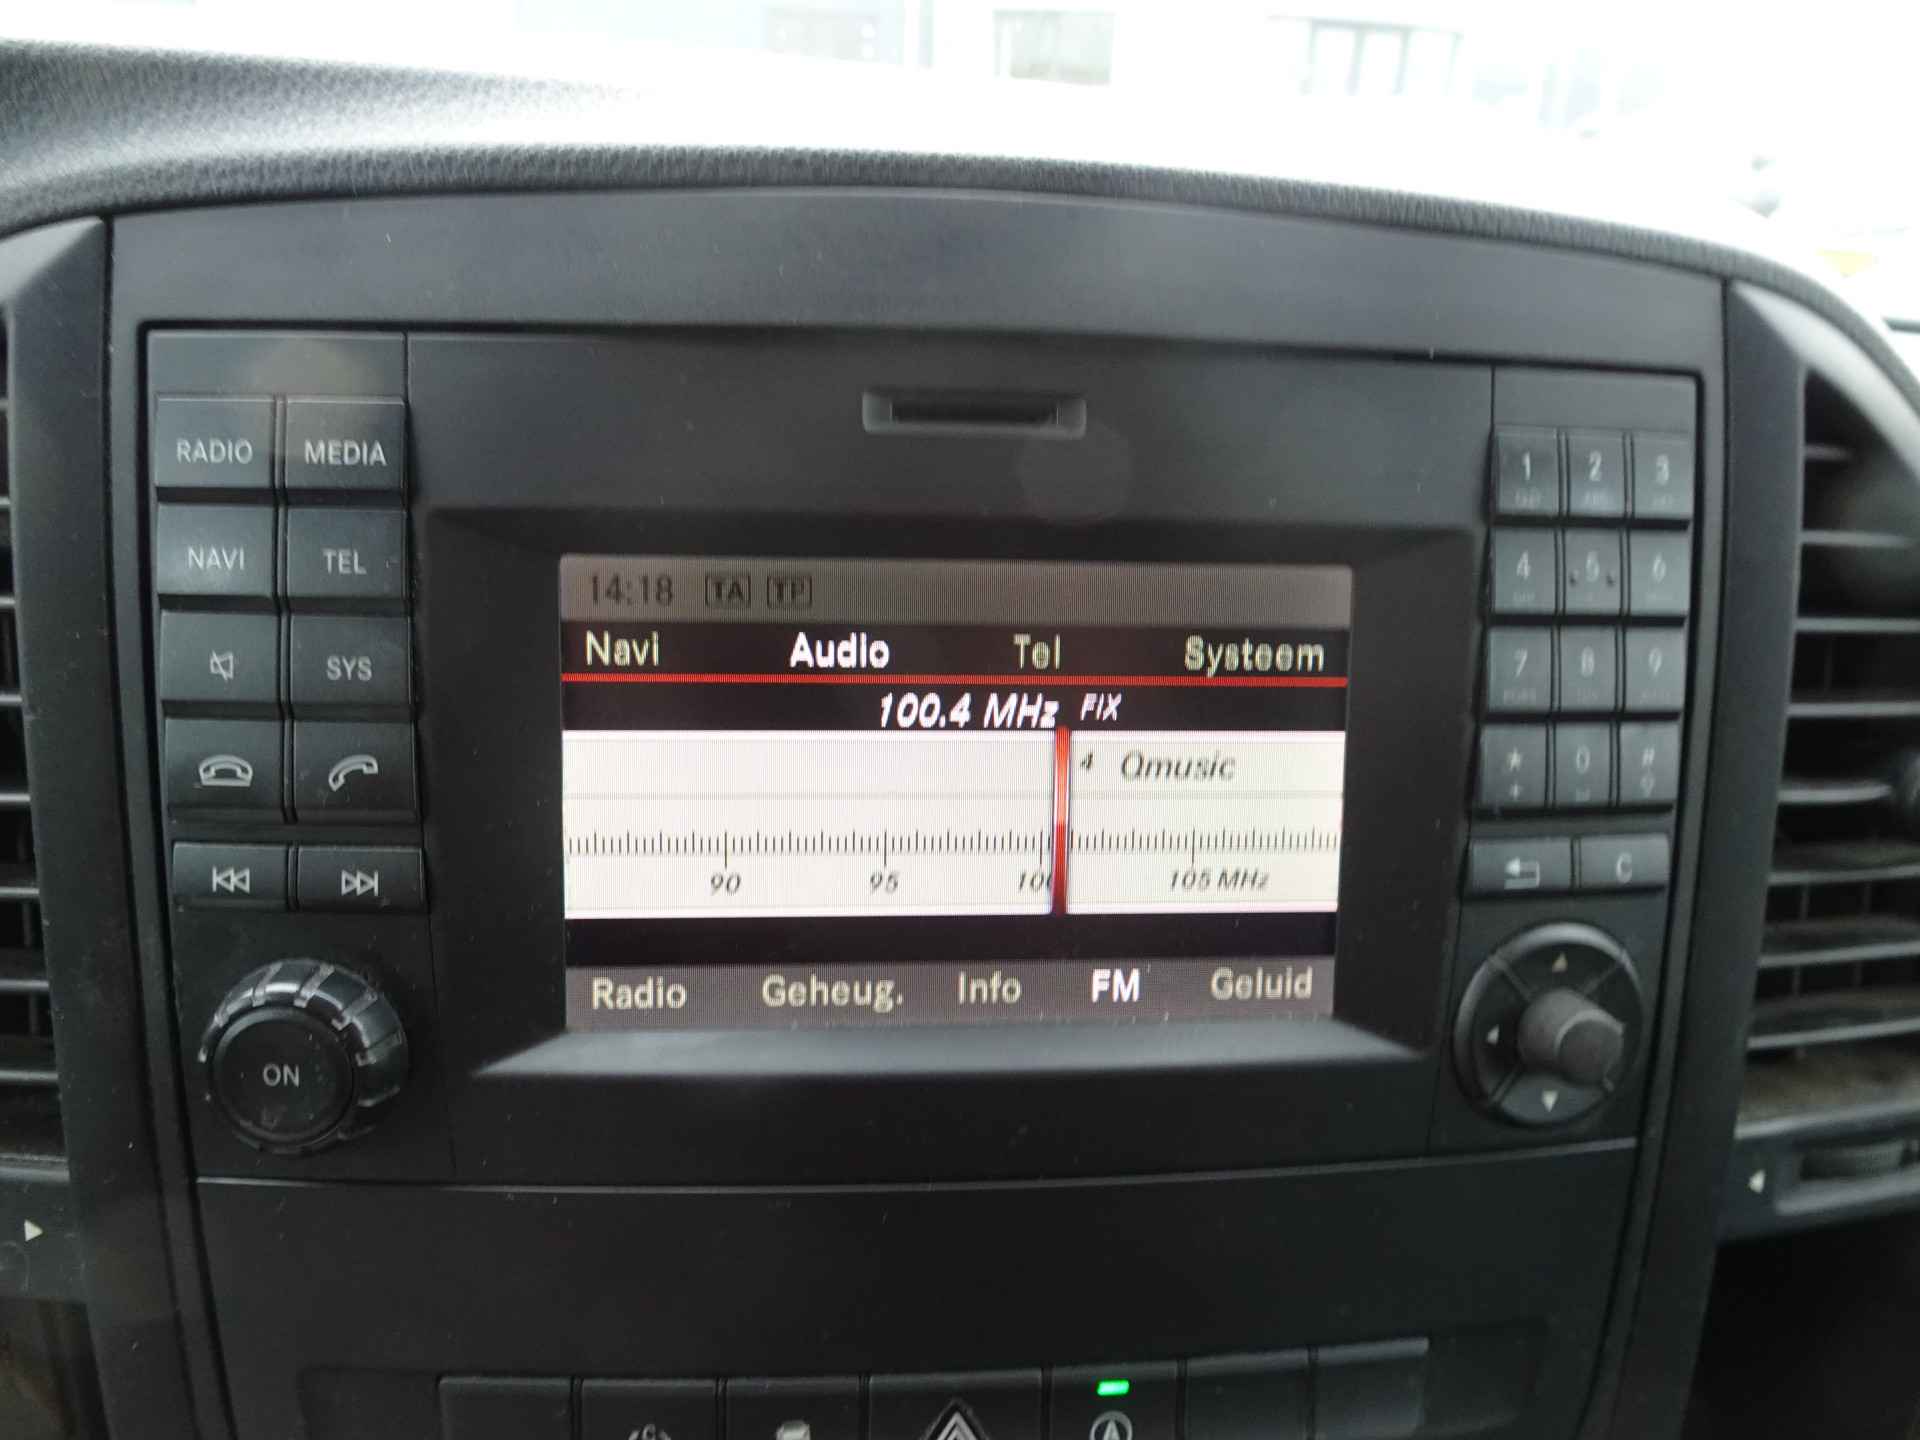 RADIO MEDIA
NAVI TEL
SYS
ON
14:18 TA TP
Navi Audio Tel Systeem
100.4 MHz FIX
4 Qmusic
90 95 100 105 MHz
Radio Geheug. Info FM Geluid
1 2 3
4 5 6
7 8 9
* 0 #
+
C
A